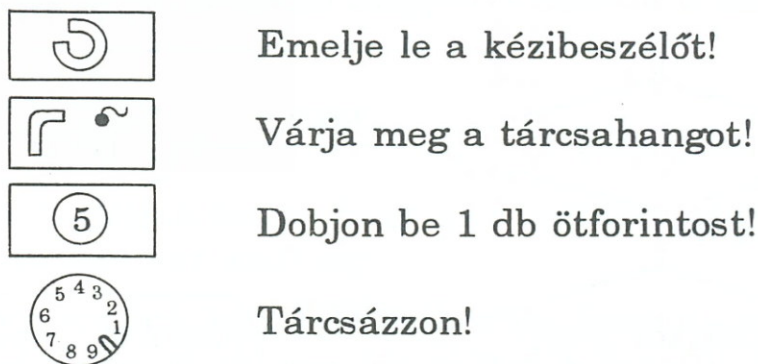 Emelje le a kézibeszélőt!
Várja meg a tárcsahangot!
5 Dobjon be 1 db ötforintost!
1 2 3 4 5 6 7 8 9 Tárcsázzon!